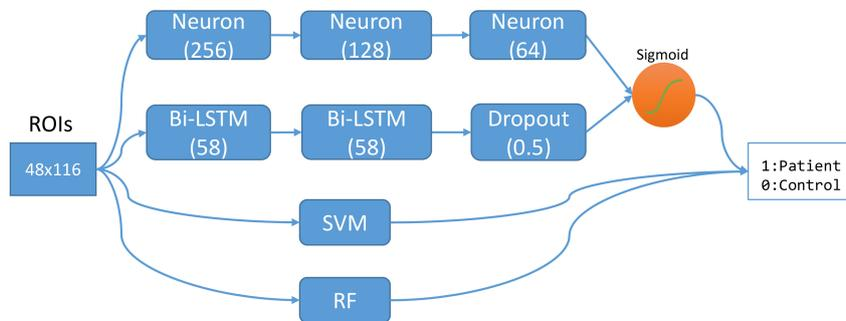 Neuron
(256)
Neuron
(128)
Neuron
(64)
Sigmoid
ROIs
48x116
Bi-LSTM
(58)
Bi-LSTM
(58)
Dropout
(0.5)
1:Patient
0:Control
SVM
RF